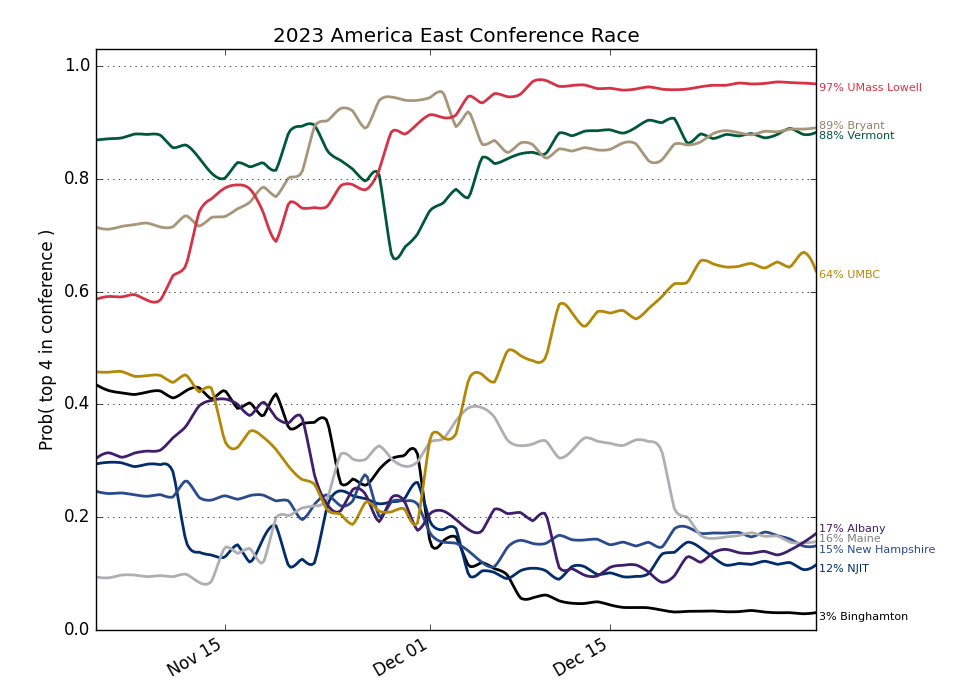 2023 America East Conference Race
Prob( top 4 in conference )
1.0
0.8
0.6
0.4
0.2
0.0
Nov 15
Dec 01
Dec 15
97% UMass Lowell
89% Bryant
88% Vermont
64% UMBC
17% Albany
16% Maine
15% New Hampshire
12% NJIT
3% Binghamton